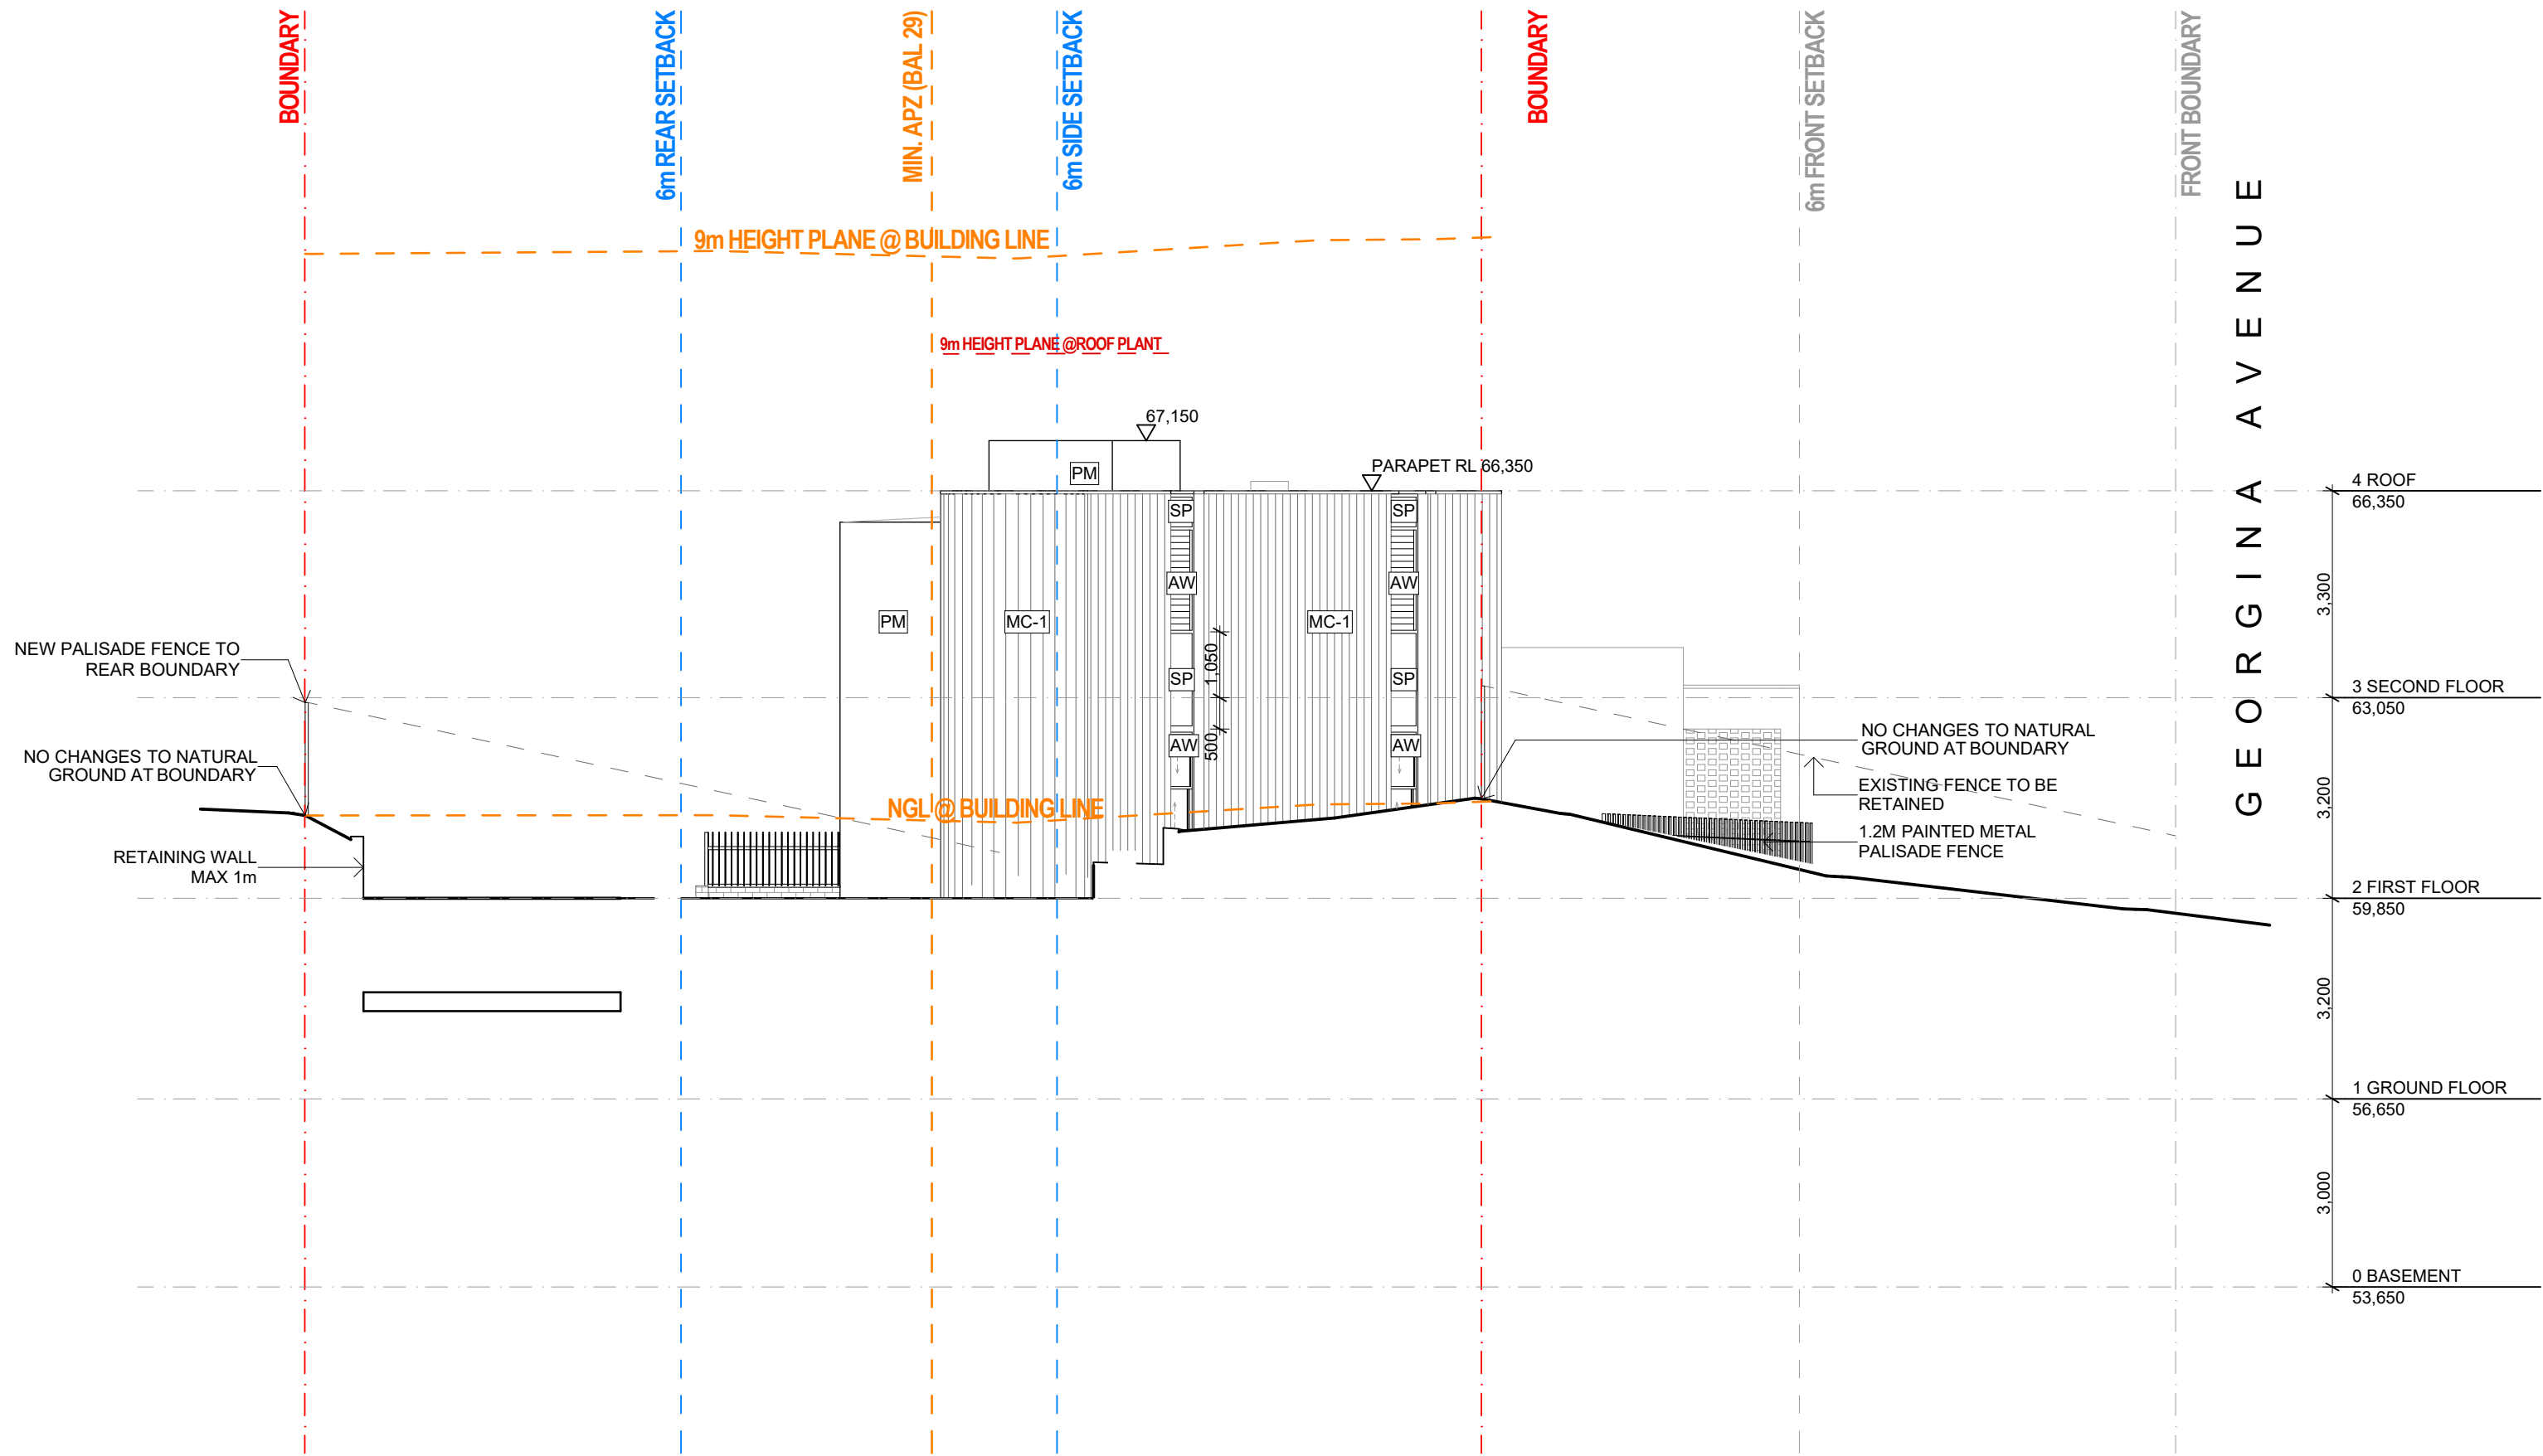 BOUNDARY
6m REAR SETBACK
MIN. APZ (BAL 29)
6m SIDE SETBACK
BOUNDARY
6m FRONT SETBACK
FRONT BOUNDARY
GEORGINA AVENUE
9m HEIGHT PLANE @ BUILDING LINE
9m HEIGHT PLANE @ROOF PLANT
67,150
PM
PARAPET RL 66,350
4 ROOF
66,350
SP
SP
AW
AW
3,300
PM
MC-1
MC-1
NEW PALISADE FENCE TO
REAR BOUNDARY
1,050
SP
SP
3 SECOND FLOOR
63,050
NO CHANGES TO NATURAL
GROUND AT BOUNDARY
500
AW
AW
NO CHANGES TO NATURAL
GROUND AT BOUNDARY
EXISTING FENCE TO BE
RETAINED
3,200
NGL @ BUILDING LINE
1.2M PAINTED METAL
PALISADE FENCE
RETAINING WALL
MAX 1m
2 FIRST FLOOR
59,850
3,200
1 GROUND FLOOR
56,650
3,000
0 BASEMENT
53,650